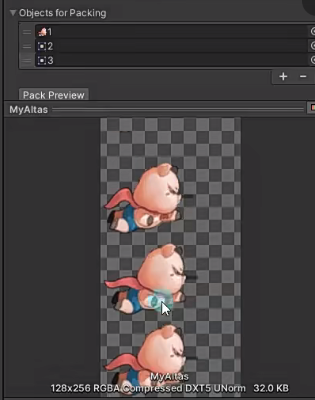 Objects for Packing
1
2
3
+ −
Pack Preview
MyAltas
MyAltas
128x256 RGBA Compressed DXT5 UNorm 32.0 KB